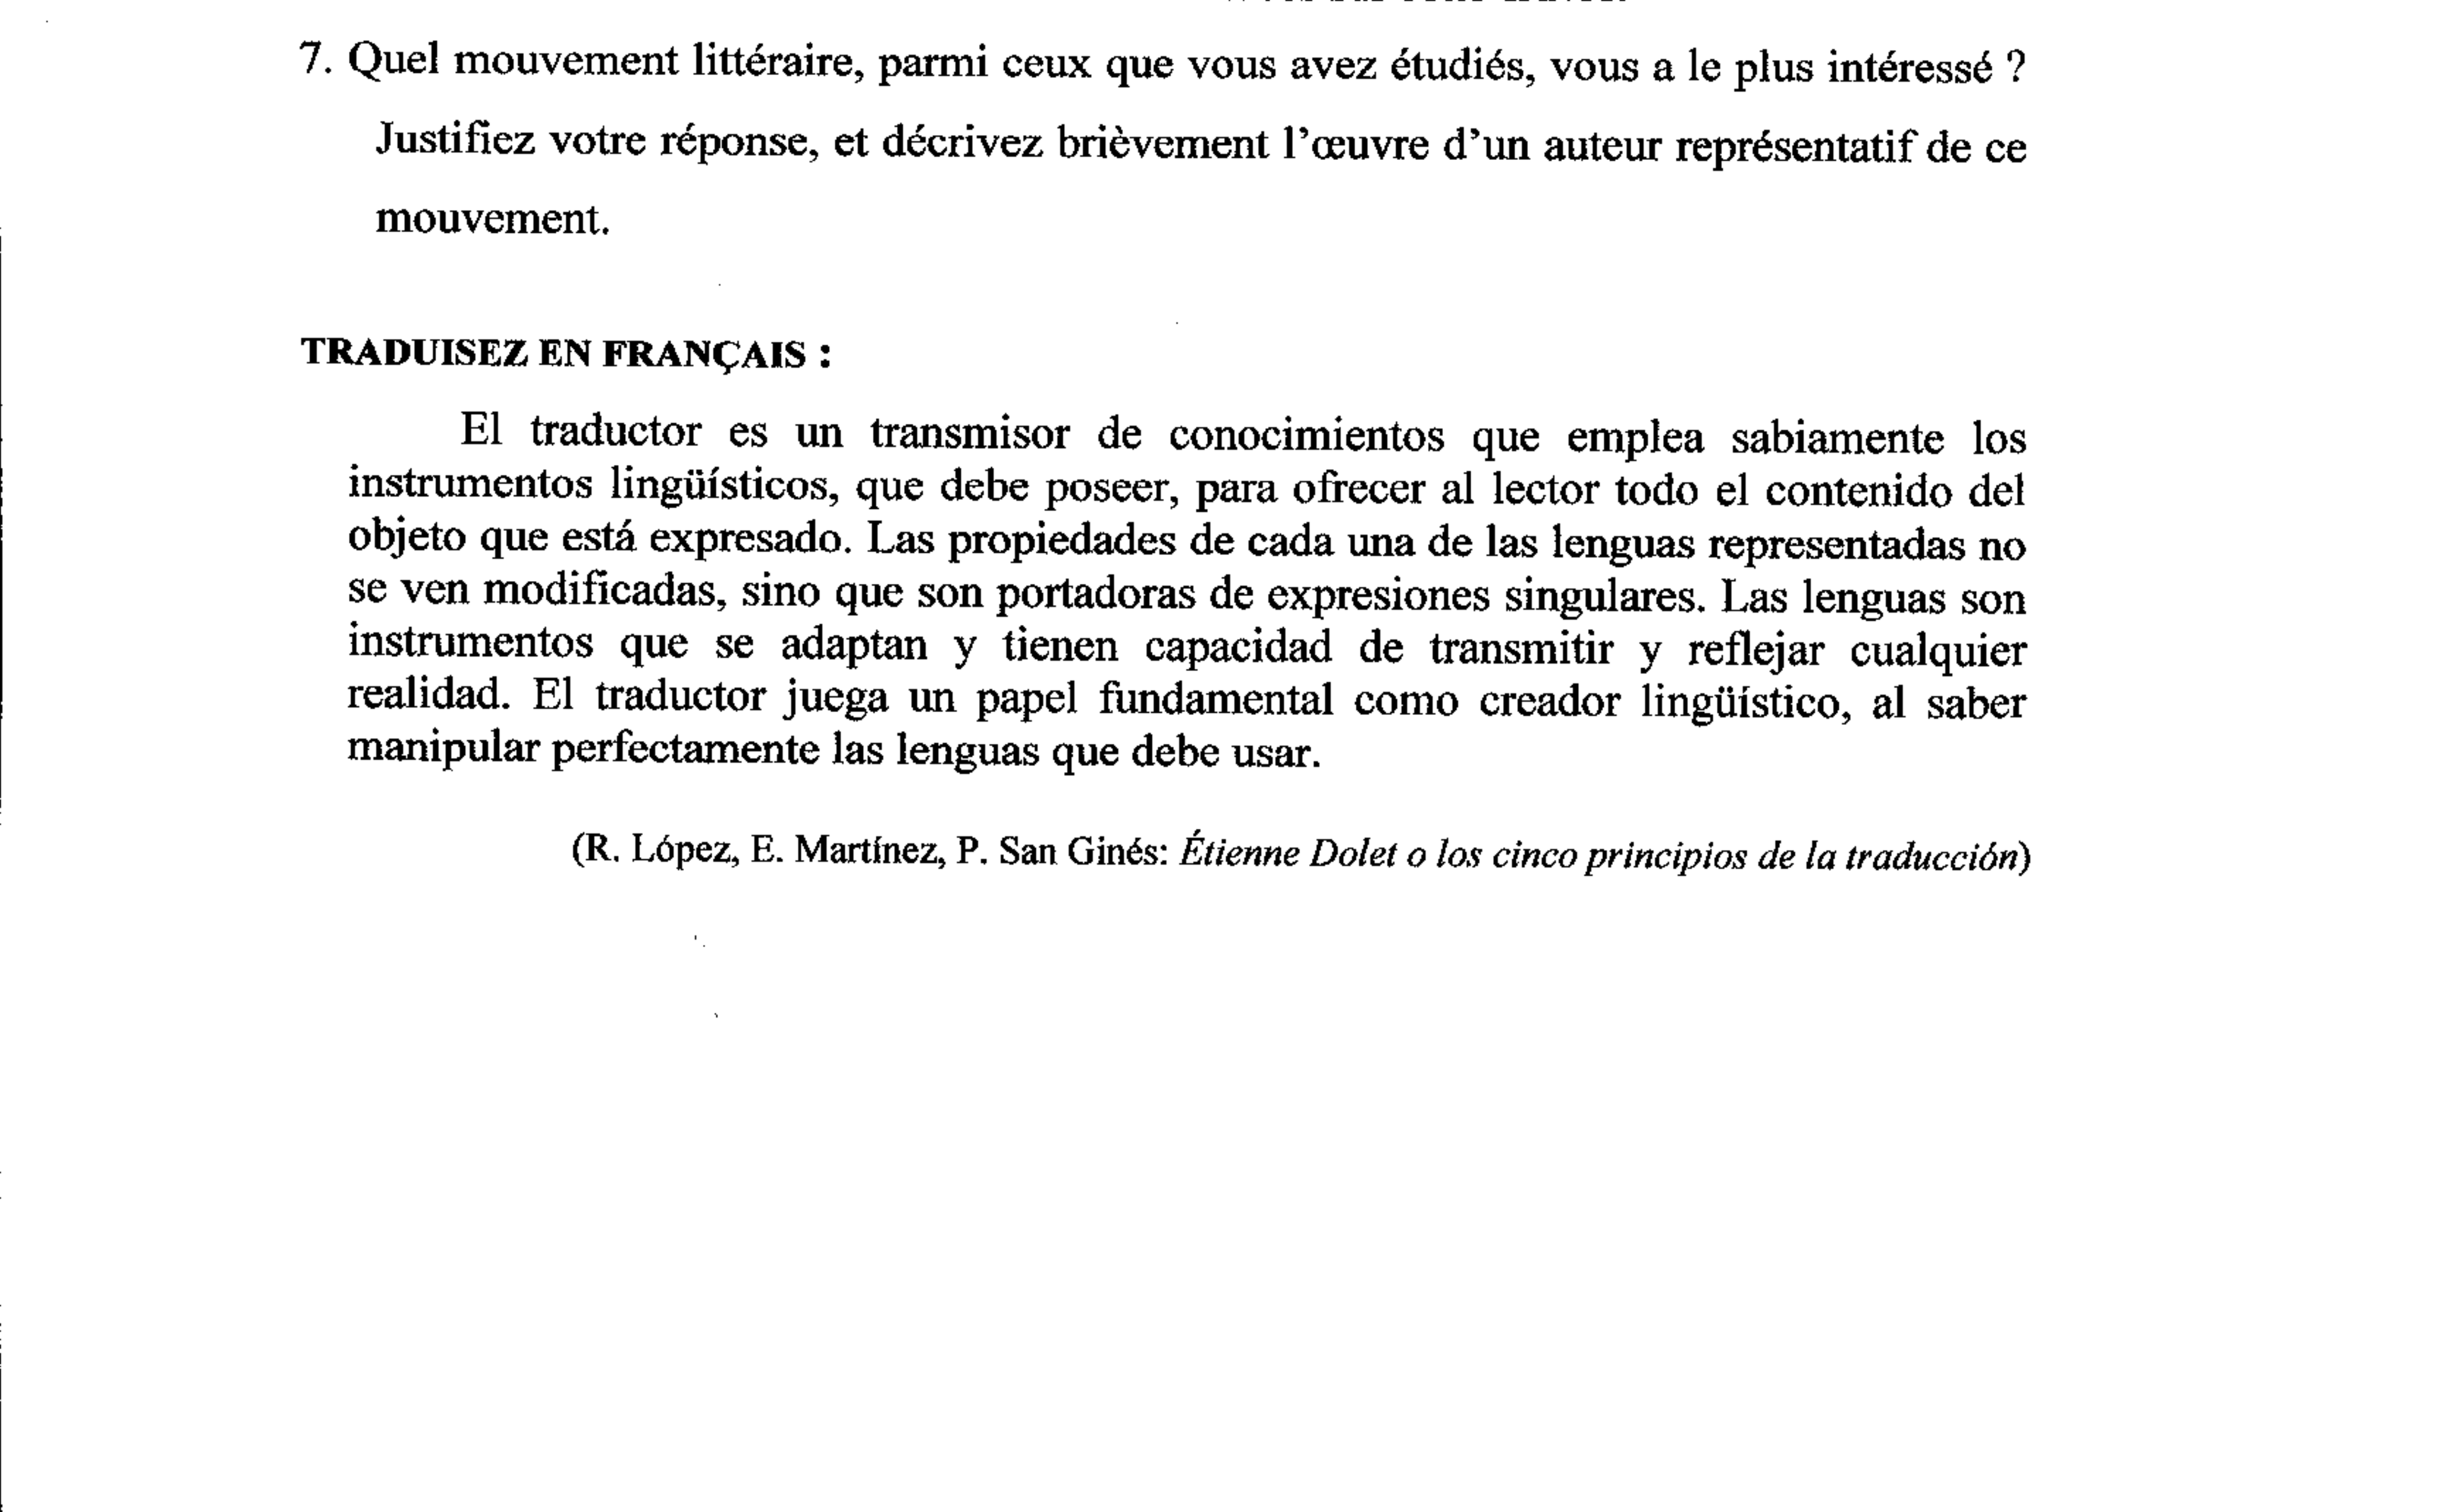 7. Quel mouvement littéraire, parmi ceux que vous avez étudiés, vous a le plus intéressé ?
Justifiez votre réponse, et décrivez brièvement l'œuvre d'un auteur représentatif de ce
mouvement.
TRADUISEZ EN FRANÇAIS :
El traductor es un transmisor de conocimientos que emplea sabiamente los
instrumentos lingüísticos, que debe poseer, para ofrecer al lector todo el contenido del
objeto que está expresado. Las propiedades de cada una de las lenguas representadas no
se ven modificadas, sino que son portadoras de expresiones singulares. Las lenguas son
instrumentos que se adaptan y tienen capacidad de transmitir y reflejar cualquier
realidad. El traductor juega un papel fundamental como creador lingüístico, al saber
manipular perfectamente las lenguas que debe usar.
(R. López, E. Martínez, P. San Ginés: Étienne Dolet o los cinco principios de la traducción)